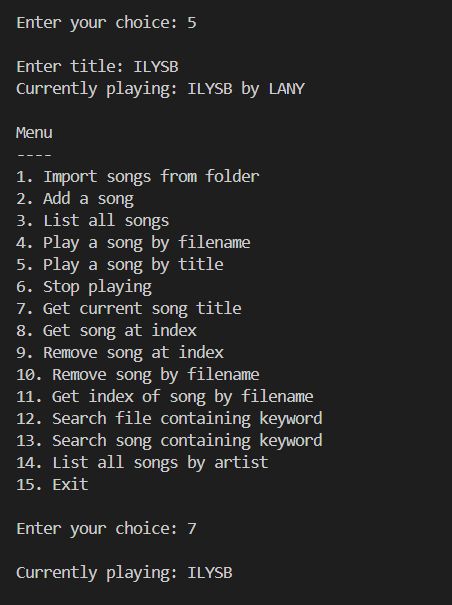 Enter your choice: 5
Enter title: ILYSB
Currently playing: ILYSB by LANY
Menu
----
1. Import songs from folder
2. Add a song
3. List all songs
4. Play a song by filename
5. Play a song by title
6. Stop playing
7. Get current song title
8. Get song at index
9. Remove song at index
10. Remove song by filename
11. Get index of song by filename
12. Search file containing keyword
13. Search song containing keyword
14. List all songs by artist
15. Exit
Enter your choice: 7
Currently playing: ILYSB